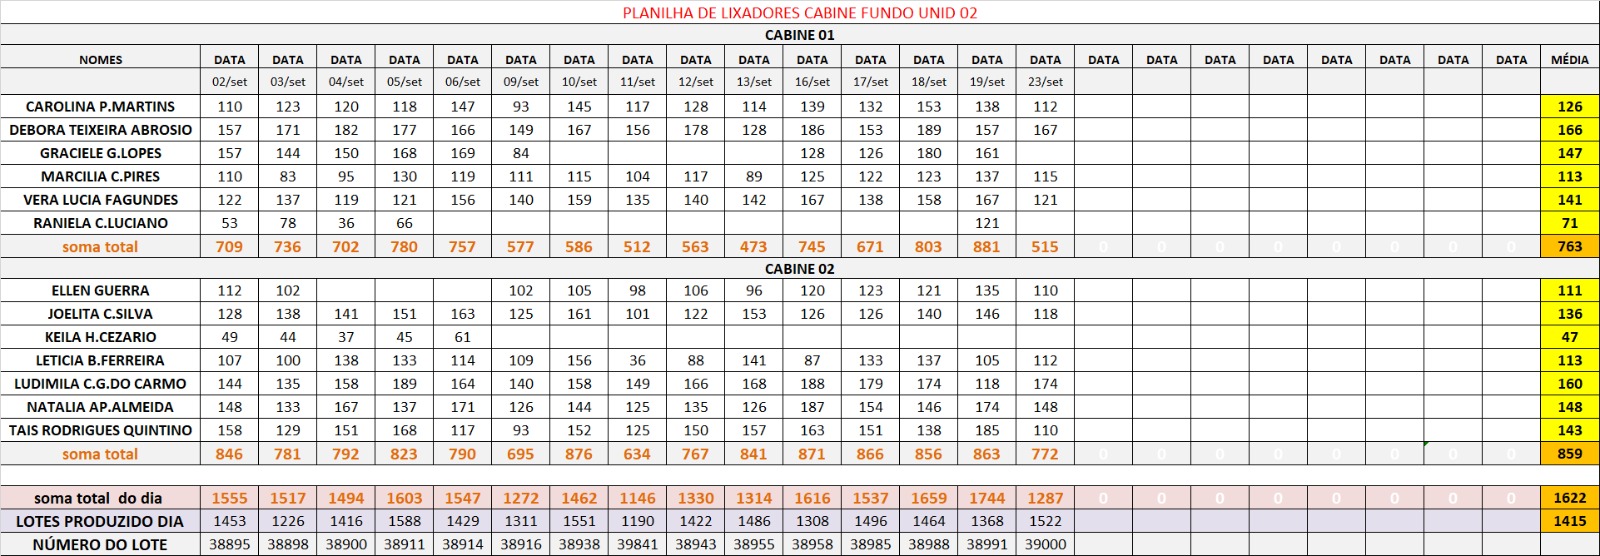 PLANILHA DE LIXADORES CABINE FUNDO UNID 02
CABINE 01
NOMES DATA DATA DATA DATA DATA DATA DATA DATA DATA DATA DATA DATA DATA DATA DATA DATA DATA DATA DATA DATA DATA DATA DATA MÉDIA
02/set 03/set 04/set 05/set 06/set 09/set 10/set 11/set 12/set 13/set 16/set 17/set 18/set 19/set 23/set
CAROLINA P.MARTINS 110 123 120 118 147 93 145 117 128 114 139 132 153 138 112 126
DEBORA TEIXEIRA ABROSIO 157 171 182 177 166 149 167 156 178 128 186 153 189 157 167 166
GRACIELE G.LOPES 157 144 150 168 169 84 128 126 180 161 147
MARCILIA C.PIRES 110 83 95 130 119 111 115 104 117 89 125 122 123 137 115 113
VERA LUCIA FAGUNDES 122 137 119 121 156 140 159 135 140 142 167 138 158 167 121 141
RANIELA C.LUCIANO 53 78 36 66 121 71
soma total 709 736 702 780 757 577 586 512 563 473 745 671 803 881 515 0 0 0 0 0 0 0 0 763
CABINE 02
ELLEN GUERRA 112 102 102 105 98 106 96 120 123 121 135 110 111
JOELITA C.SILVA 128 138 141 151 163 125 161 101 122 153 126 126 140 146 118 136
KEILA H.CEZARIO 49 44 37 45 61 47
LETICIA B.FERREIRA 107 100 138 133 114 109 156 36 88 141 87 133 137 105 112 113
LUDIMILA C.G.DO CARMO 144 135 158 189 164 140 158 149 166 168 188 179 174 118 174 160
NATALIA AP.ALMEIDA 148 133 167 137 171 126 144 125 135 126 187 154 146 174 148 148
TAIS RODRIGUES QUINTINO 158 129 151 168 117 93 152 125 150 157 163 151 138 185 110 143
soma total 846 781 792 823 790 695 876 634 767 841 871 866 856 863 772 0 0 0 0 0 0 0 0 859
soma total do dia 1555 1517 1494 1603 1547 1272 1462 1146 1330 1314 1616 1537 1659 1744 1287 0 0 0 0 0 0 0 0 1622
LOTES PRODUZIDO DIA 1453 1226 1416 1588 1429 1311 1551 1190 1422 1486 1308 1496 1464 1368 1522 1415
NÚMERO DO LOTE 38895 38898 38900 38911 38914 38916 38938 39841 38943 38955 38958 38985 38988 38991 39000